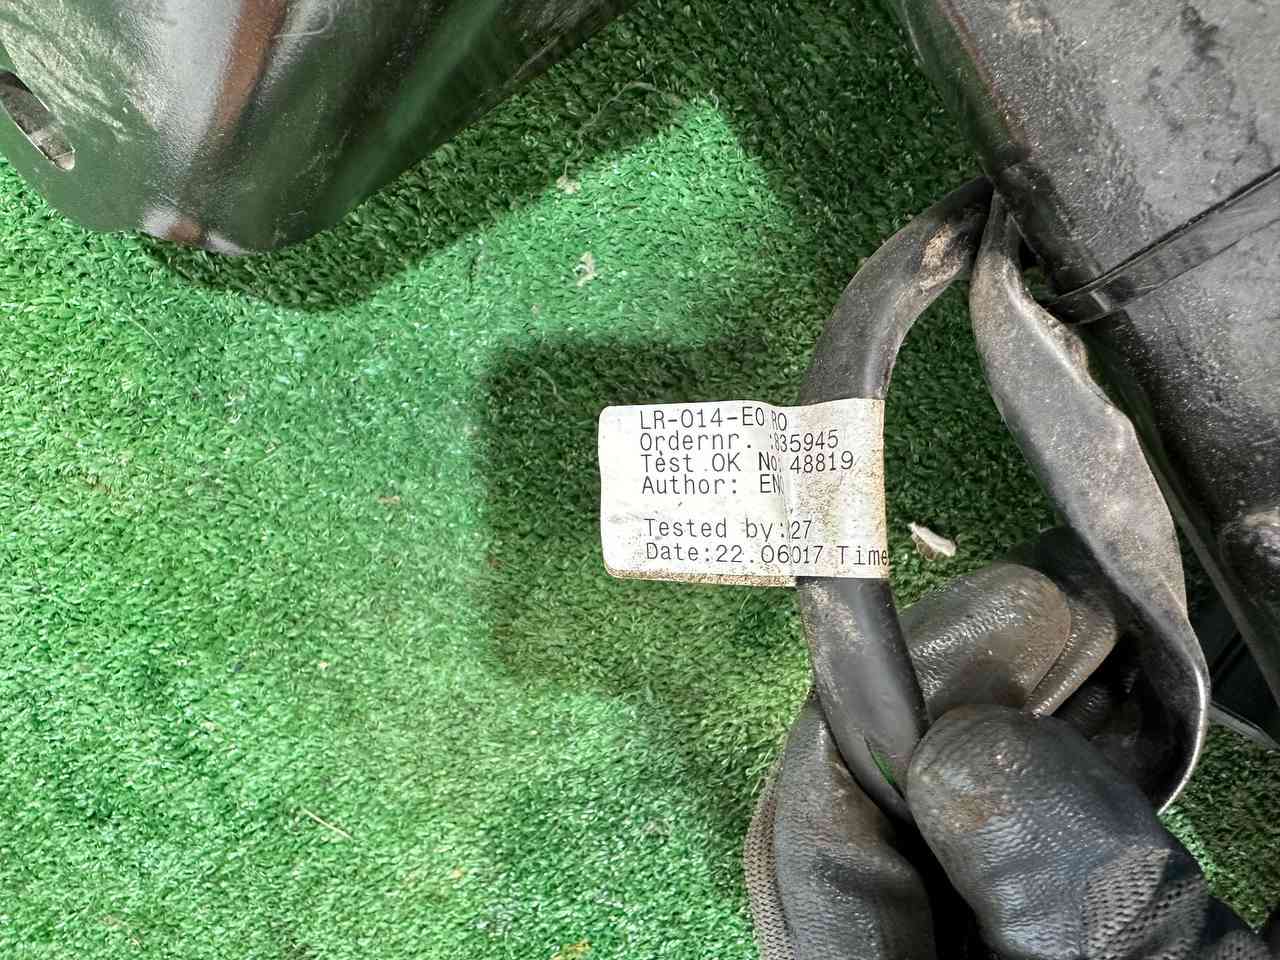 LR-014-E0 RO
Ordernr. :835945
Test OK No: 48819
Author: EN
Tested by:27
Date:22.06017 Time